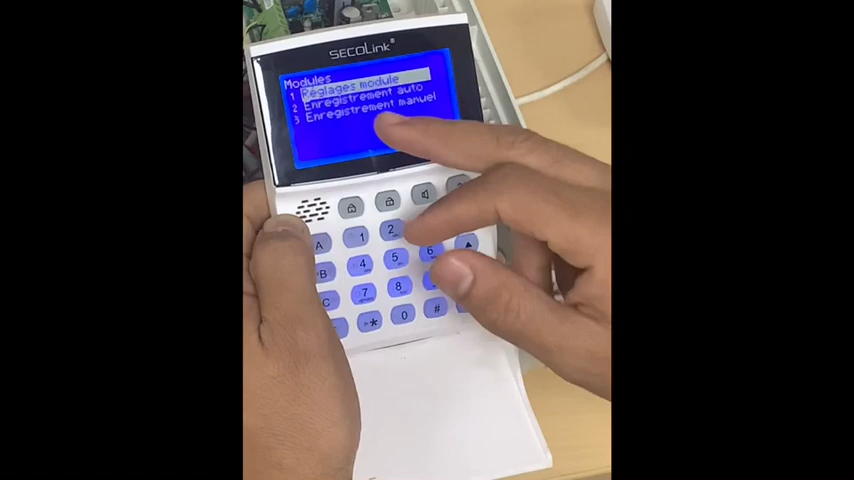 SECOLink®
Modules
1 Réglages module
2 Enregistrement auto
3 Enregistrement manuel
A 1 2
B 4 5 6
C 7 8
* 0 #